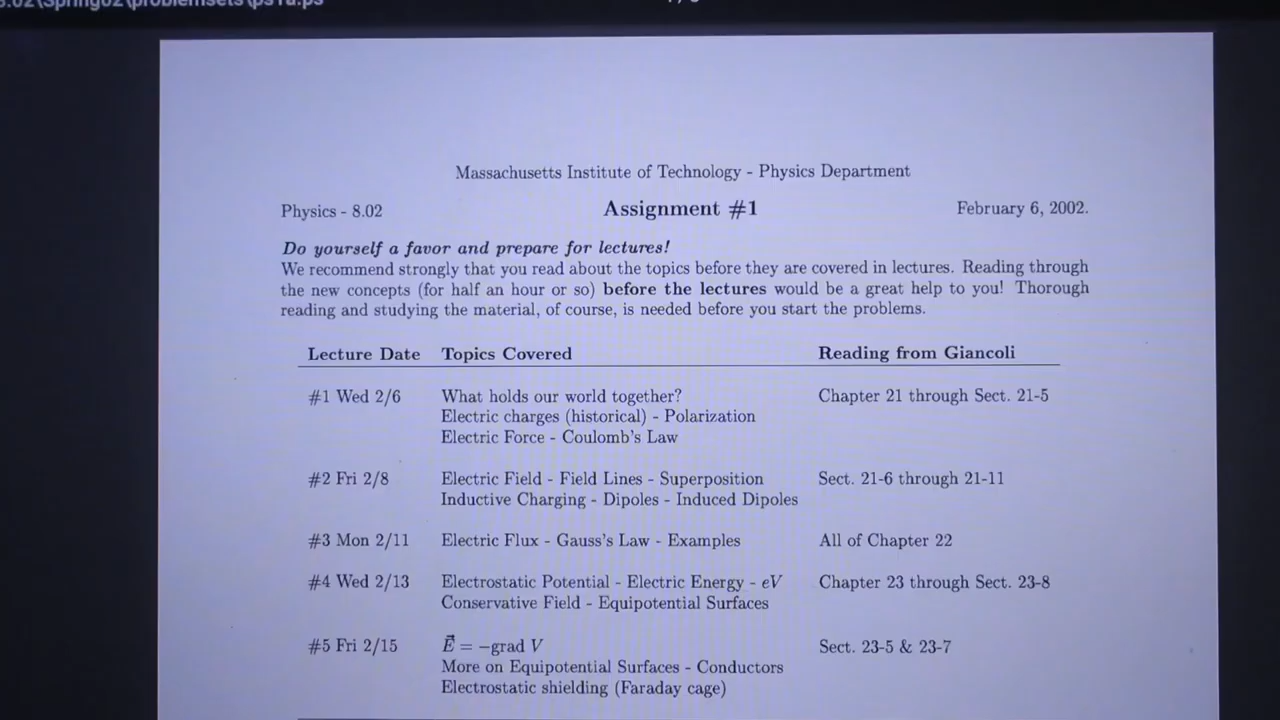 Massachusetts Institute of Technology - Physics Department
Physics - 8.02 Assignment #1 February 6, 2002.
Do yourself a favor and prepare for lectures!
We recommend strongly that you read about the topics before they are covered in lectures. Reading through
the new concepts (for half an hour or so) before the lectures would be a great help to you! Thorough
reading and studying the material, of course, is needed before you start the problems.
Lecture Date Topics Covered Reading from Giancoli
#1 Wed 2/6 What holds our world together? Chapter 21 through Sect. 21-5
Electric charges (historical) - Polarization
Electric Force - Coulomb's Law
#2 Fri 2/8 Electric Field - Field Lines - Superposition Sect. 21-6 through 21-11
Inductive Charging - Dipoles - Induced Dipoles
#3 Mon 2/11 Electric Flux - Gauss's Law - Examples All of Chapter 22
#4 Wed 2/13 Electrostatic Potential - Electric Energy - eV Chapter 23 through Sect. 23-8
Conservative Field - Equipotential Surfaces
#5 Fri 2/15 E⃗ = −grad V Sect. 23-5 & 23-7
More on Equipotential Surfaces - Conductors
Electrostatic shielding (Faraday cage)